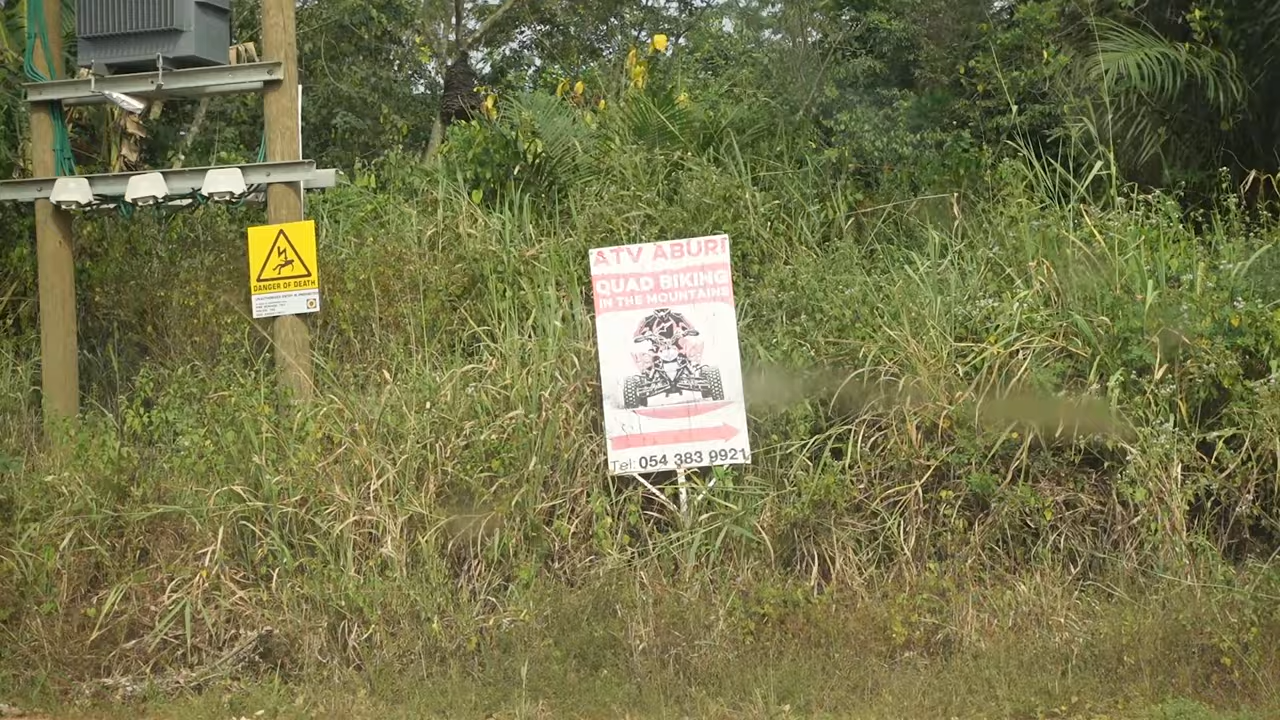 DANGER OF DEATH
ATV ABURI
QUAD BIKING
IN THE MOUNTAINS
Tel: 054 383 9921